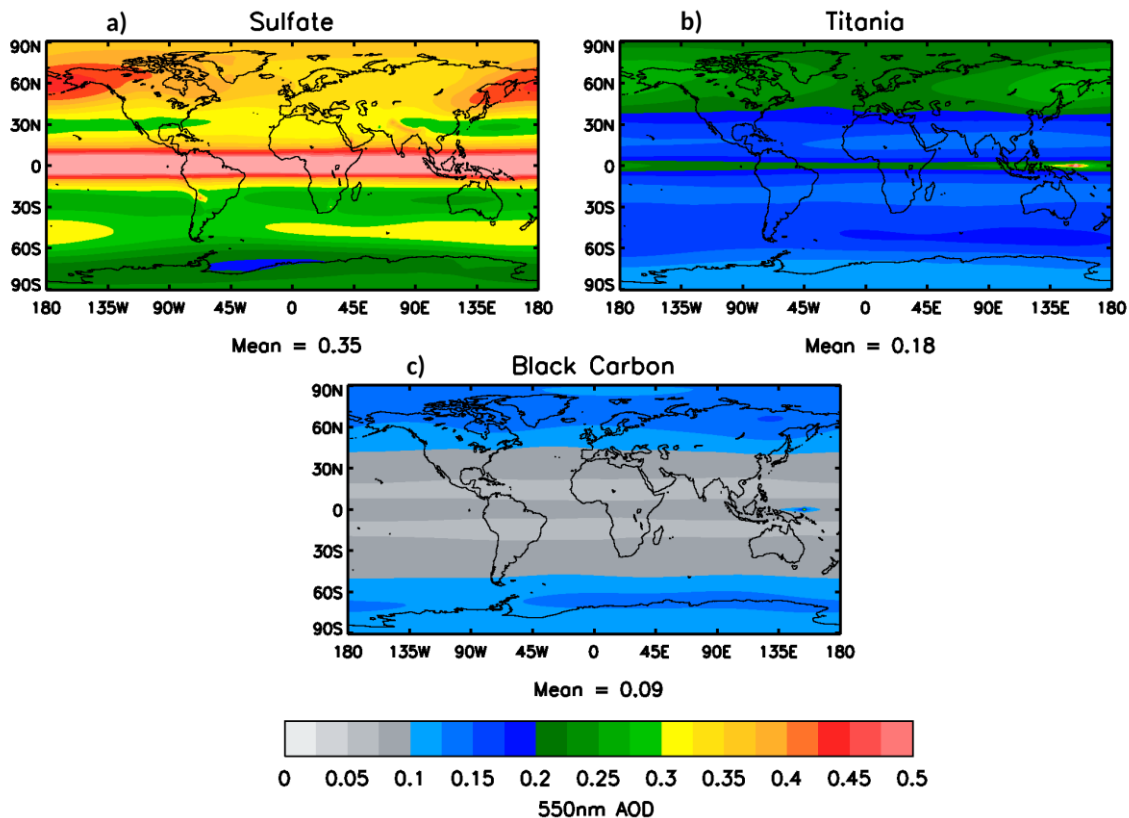 a) Sulfate
90N
60N
30N
0
30S
60S
90S
180 135W 90W 45W 0 45E 90E 135E 180
Mean = 0.35
b) Titania
90N
60N
30N
0
30S
60S
90S
180 135W 90W 45W 0 45E 90E 135E 180
Mean = 0.18
c) Black Carbon
90N
60N
30N
0
30S
60S
90S
180 135W 90W 45W 0 45E 90E 135E 180
Mean = 0.09
0 0.05 0.1 0.15 0.2 0.25 0.3 0.35 0.4 0.45 0.5
550nm AOD